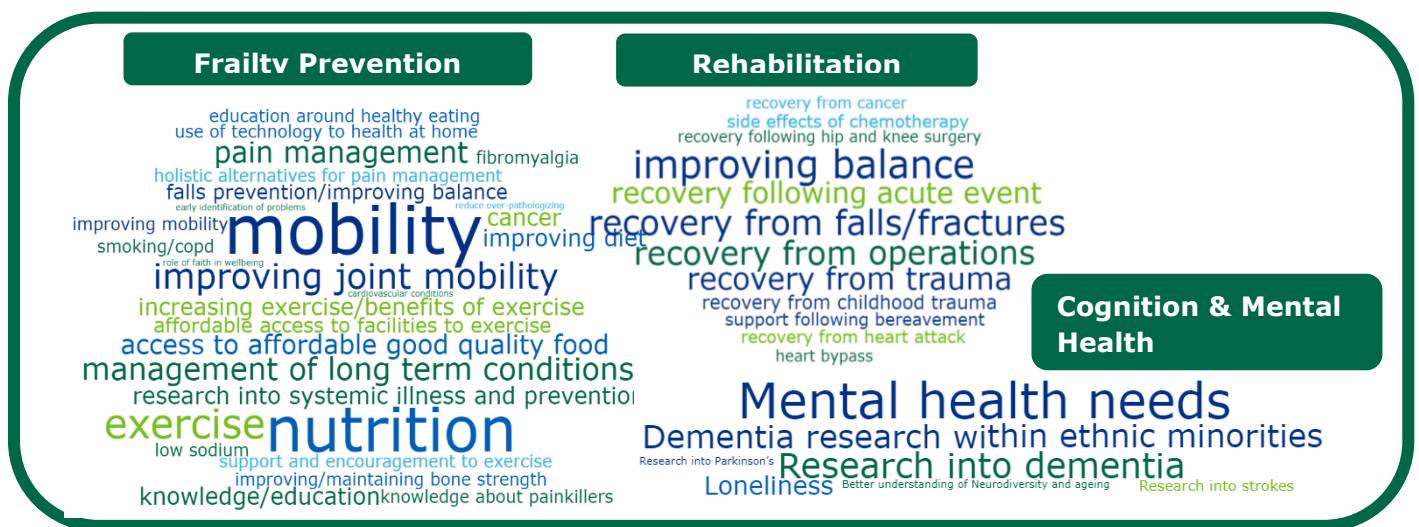 Frailty Prevention
education around healthy eating
use of technology to health at home
pain management
fibromyalgia
holistic alternatives for pain management
falls prevention/improving balance
early identification of problems
reduce over-pathologizing
improving mobility
mobility
cancer
smoking/copd
improving diet
role of faith in wellbeing
improving joint mobility
cardiovascular conditions
increasing exercise/benefits of exercise
affordable access to facilities to exercise
access to affordable good quality food
management of long term conditions
research into systemic illness and prevention
exercise
nutrition
low sodium
support and encouragement to exercise
improving/maintaining bone strength
knowledge/education
knowledge about painkillers
Rehabilitation
recovery from cancer
side effects of chemotherapy
recovery following hip and knee surgery
improving balance
recovery following acute event
recovery from falls/fractures
recovery from operations
recovery from trauma
recovery from childhood trauma
support following bereavement
recovery from heart attack
heart bypass
Cognition & Mental
Health
Mental health needs
Dementia research within ethnic minorities
Research into Parkinson's
Research into dementia
Loneliness
Better understanding of Neurodiversity and ageing
Research into strokes